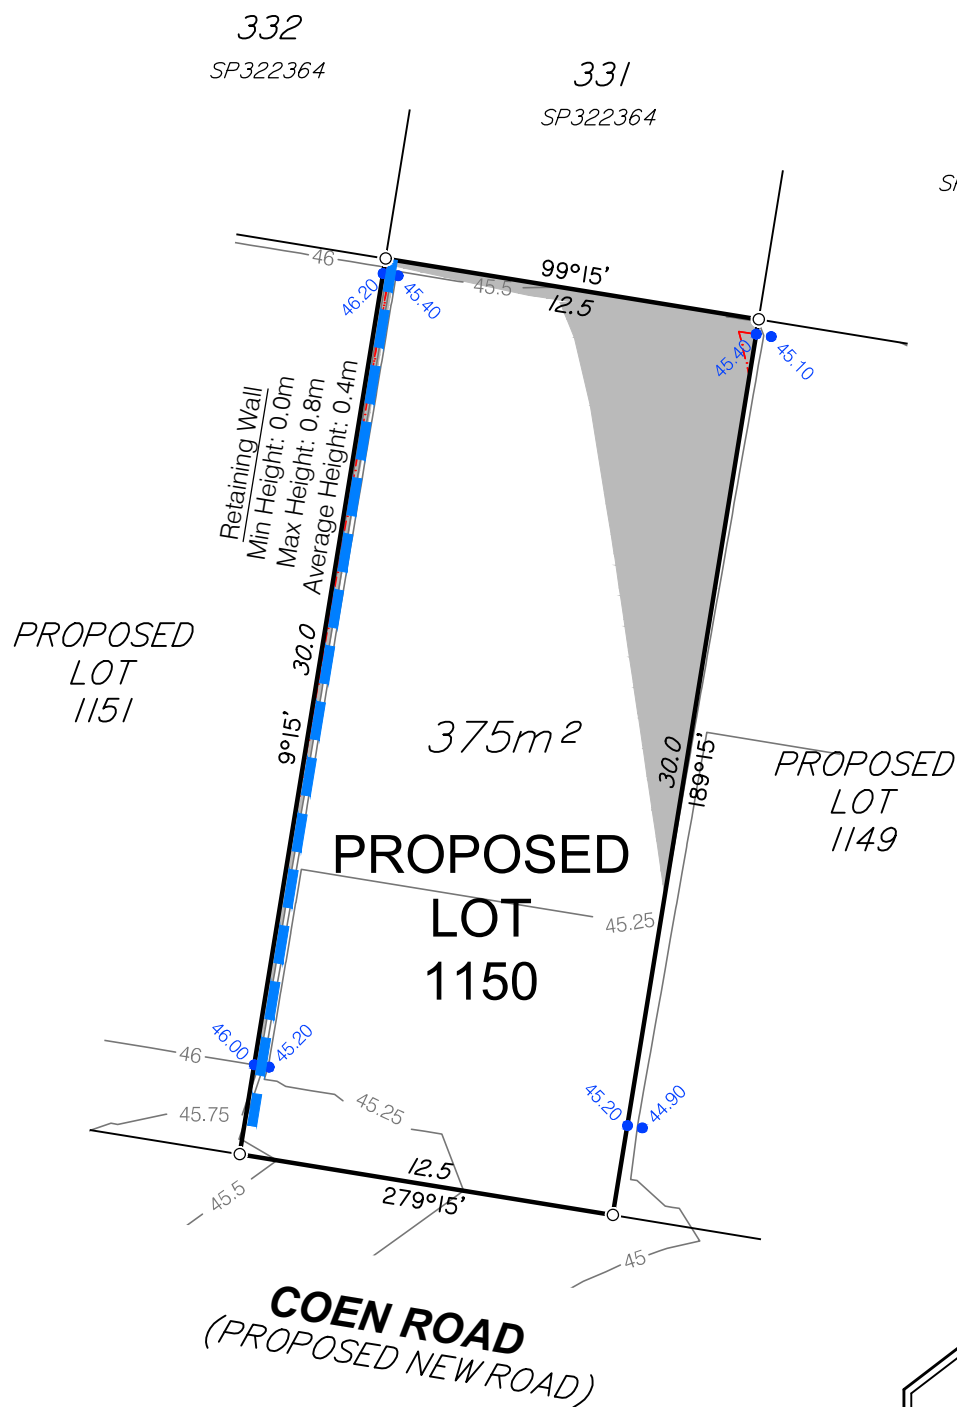 332
SP322364
331
SP322364
46
99°15'
45.5
12.5
46.20
45.40
45.40
45.10
Retaining Wall
Min Height: 0.0m
Max Height: 0.8m
Average Height: 0.4m
30.0
9°15'
PROPOSED
LOT
1151
375m²
30.0
189°15'
PROPOSED
LOT
1149
PROPOSED
LOT
1150
45.25
46
46.00
45.20
45.75
45.25
45.20
44.90
45.5
12.5
279°15'
45
COEN ROAD
(PROPOSED NEW ROAD)